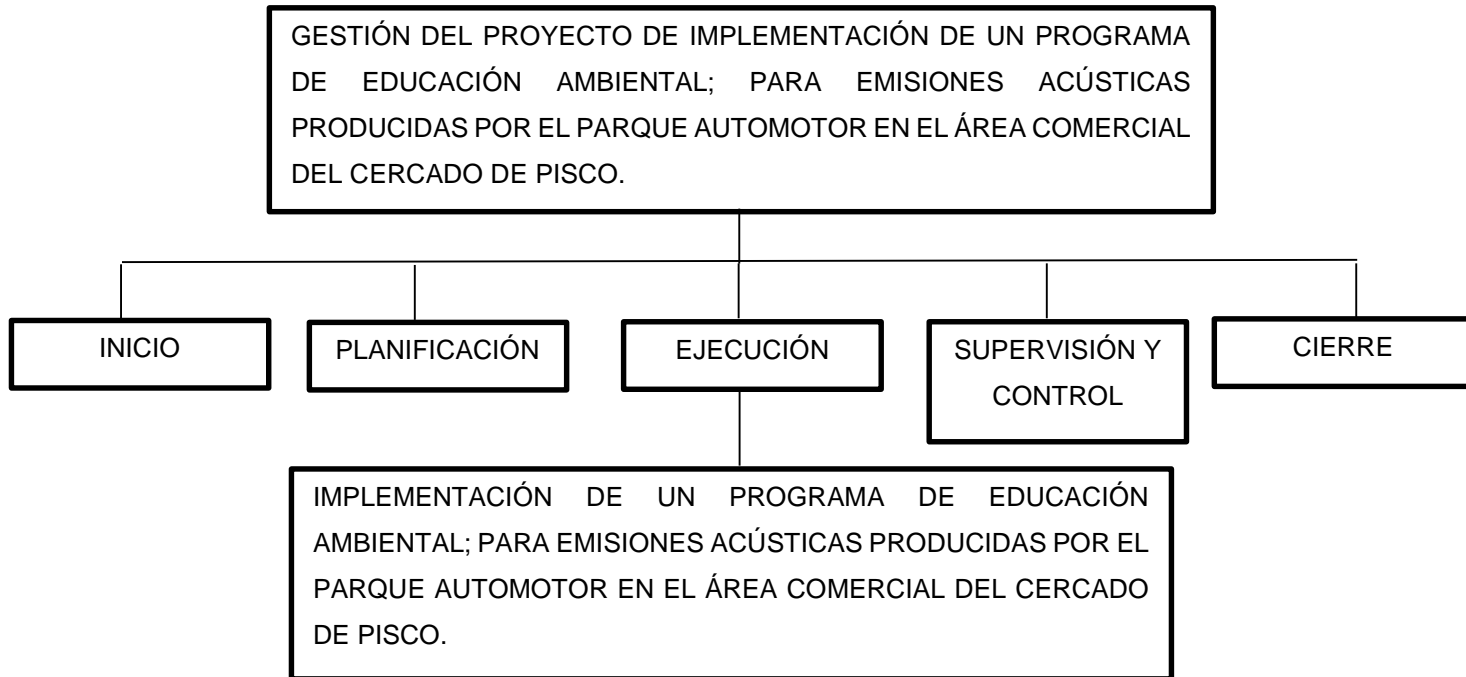 GESTIÓN DEL PROYECTO DE IMPLEMENTACIÓN DE UN PROGRAMA
DE EDUCACIÓN AMBIENTAL; PARA EMISIONES ACÚSTICAS
PRODUCIDAS POR EL PARQUE AUTOMOTOR EN EL ÁREA COMERCIAL
DEL CERCADO DE PISCO.
INICIO
PLANIFICACIÓN
EJECUCIÓN
SUPERVISIÓN Y
CONTROL
CIERRE
IMPLEMENTACIÓN DE UN PROGRAMA DE EDUCACIÓN
AMBIENTAL; PARA EMISIONES ACÚSTICAS PRODUCIDAS POR EL
PARQUE AUTOMOTOR EN EL ÁREA COMERCIAL DEL CERCADO
DE PISCO.